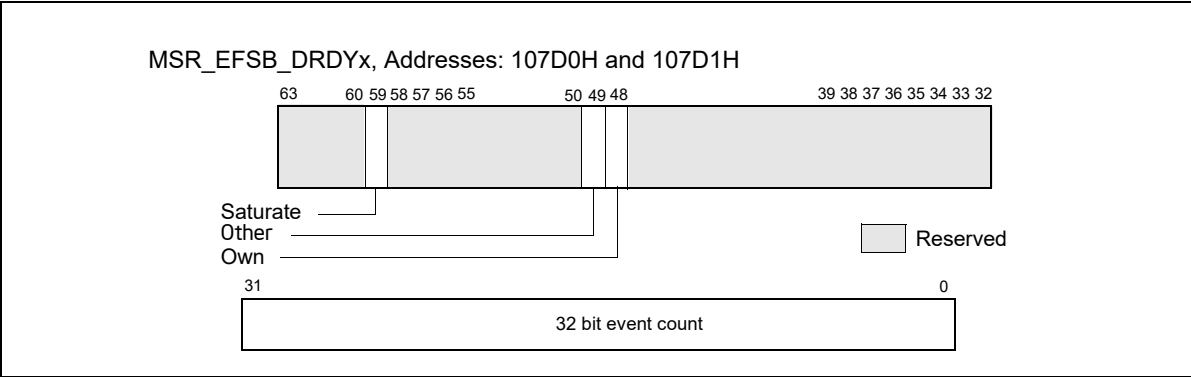 MSR_EFSB_DRDYx, Addresses: 107D0H and 107D1H
63 60 59 58 57 56 55 50 49 48 39 38 37 36 35 34 33 32
Saturate
Other
Own
Reserved
31 0
32 bit event count